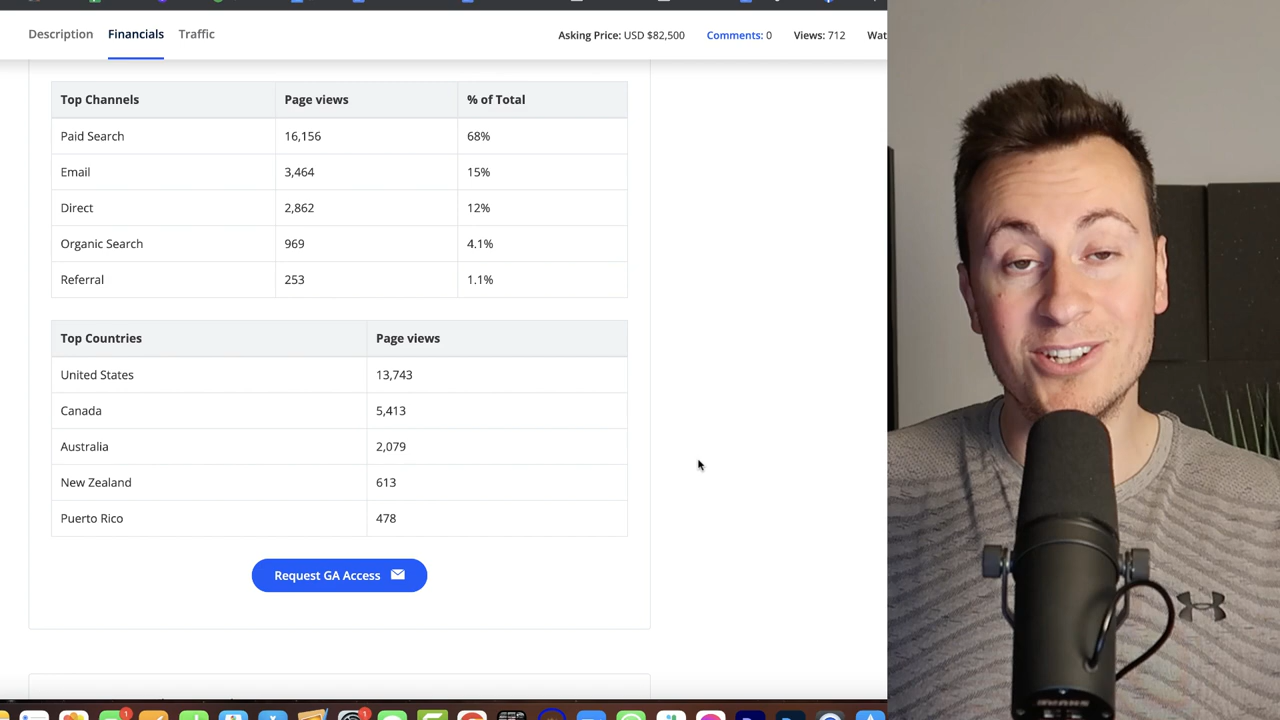 Description Financials Traffic Asking Price: USD $82,500 Comments: 0 Views: 712 Wat
Top Channels Page views % of Total
Paid Search 16,156 68%
Email 3,464 15%
Direct 2,862 12%
Organic Search 969 4.1%
Referral 253 1.1%
Top Countries Page views
United States 13,743
Canada 5,413
Australia 2,079
New Zealand 613
Puerto Rico 478
Request GA Access